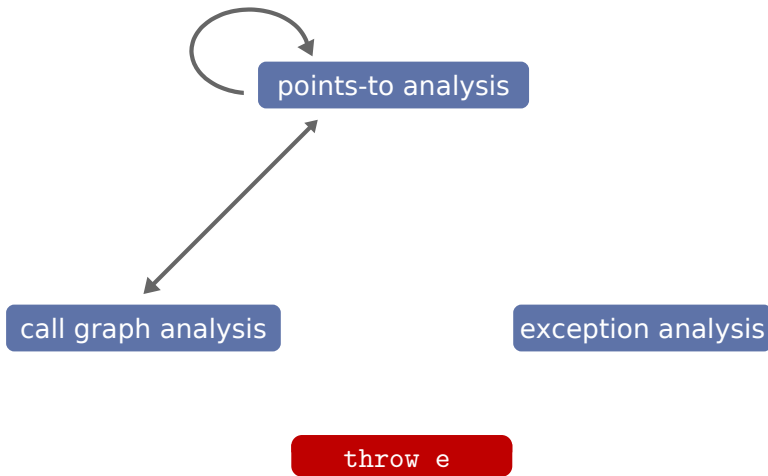 points-to analysis
call graph analysis
exception analysis
throw e